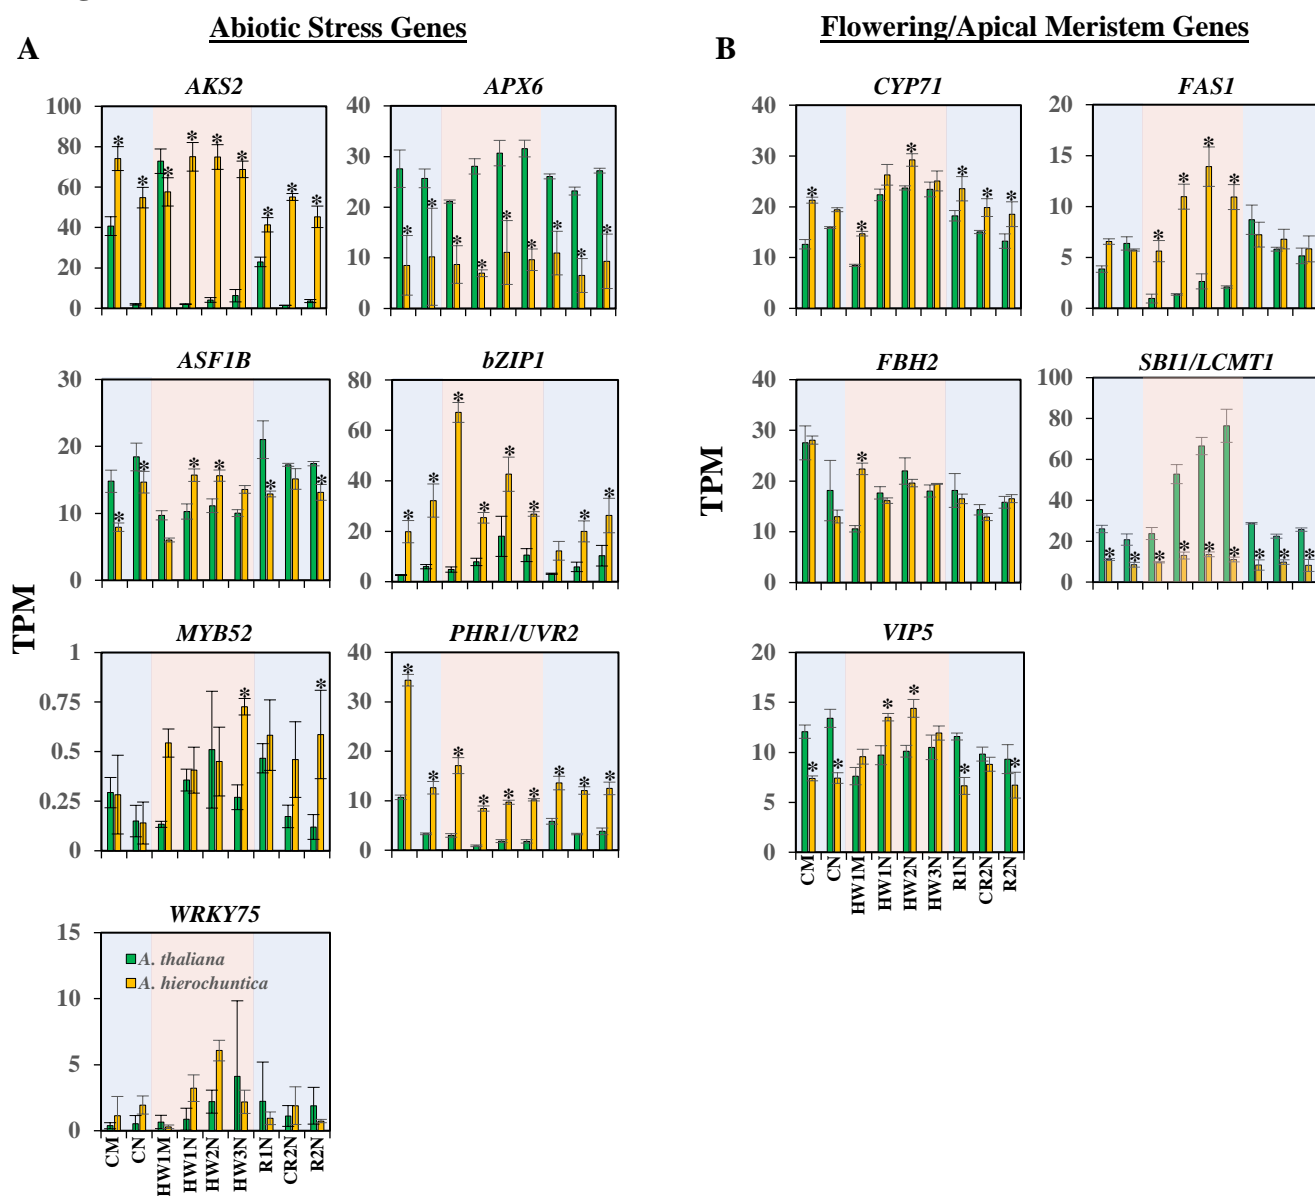 Abiotic Stress Genes
Flowering/Apical Meristem Genes
A
B
AKS2
APX6
CYP71
FAS1
100
80
60
40
20
0
40
30
20
10
0
40
30
20
10
0
20
15
10
5
0
* * * * * * * * *
* * * * * * * * *
* * * * * *
* * * *
ASF1B
bZIP1
FBH2
SBI1/LCMT1
30
20
10
0
80
60
40
20
0
40
30
20
10
0
100
80
60
40
20
0
* * * * * *
* * * * * * * *
*
* * * * * * * * *
TPM
TPM
MYB52
PHR1/UVR2
VIP5
1
0.75
0.5
0.25
0
40
30
20
10
0
20
15
10
5
0
* *
* * * * * * * * *
* * * * * *
CM
CN
HW1M
HW1N
HW2N
HW3N
R1N
CR2N
R2N
WRKY75
15
10
5
0
A. thaliana
A. hierochuntica
CM
CN
HW1M
HW1N
HW2N
HW3N
R1N
CR2N
R2N